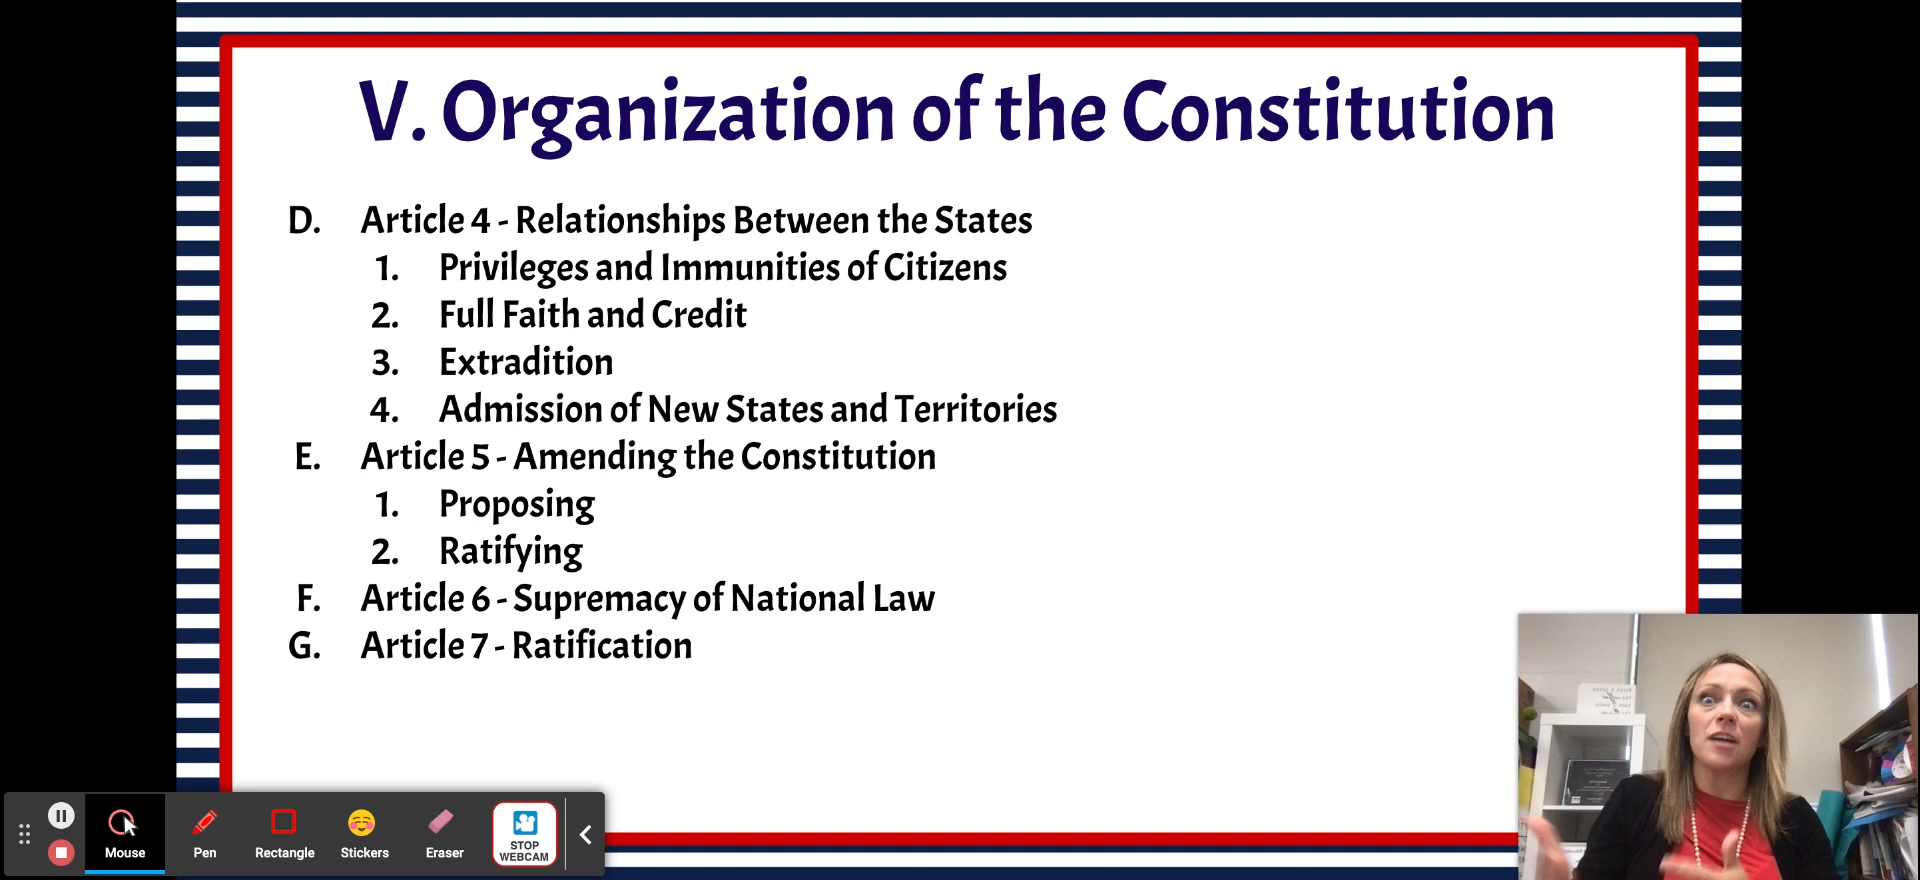 V. Organization of the Constitution
D. Article 4 - Relationships Between the States
1. Privileges and Immunities of Citizens
2. Full Faith and Credit
3. Extradition
4. Admission of New States and Territories
E. Article 5 - Amending the Constitution
1. Proposing
2. Ratifying
F. Article 6 - Supremacy of National Law
G. Article 7 - Ratification
Mouse
Pen
Rectangle
Stickers
Eraser
STOP
WEBCAM